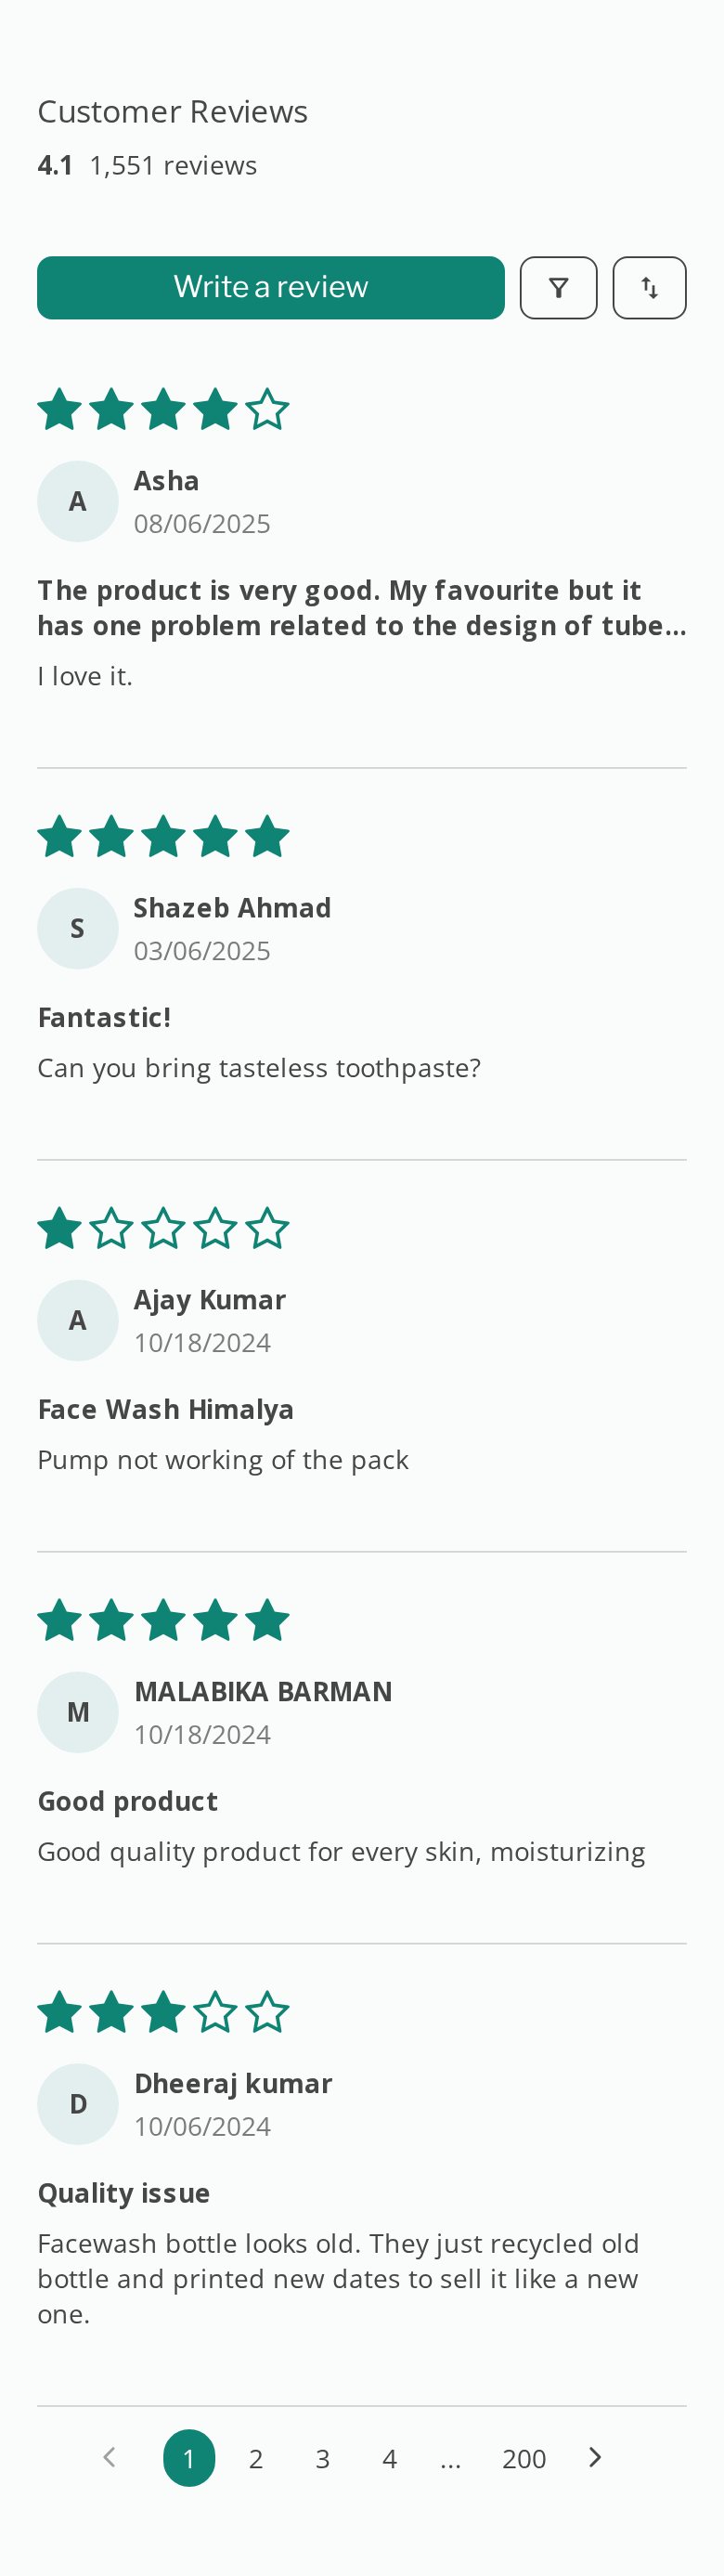 Customer Reviews
4.1 1,551 reviews
Write a review
A
Asha
08/06/2025
The product is very good. My favourite but it
has one problem related to the design of tube...
I love it.
S
Shazeb Ahmad
03/06/2025
Fantastic!
Can you bring tasteless toothpaste?
A
Ajay Kumar
10/18/2024
Face Wash Himalya
Pump not working of the pack
M
MALABIKA BARMAN
10/18/2024
Good product
Good quality product for every skin, moisturizing
D
Dheeraj kumar
10/06/2024
Quality issue
Facewash bottle looks old. They just recycled old
bottle and printed new dates to sell it like a new
one.
1 2 3 4 ... 200